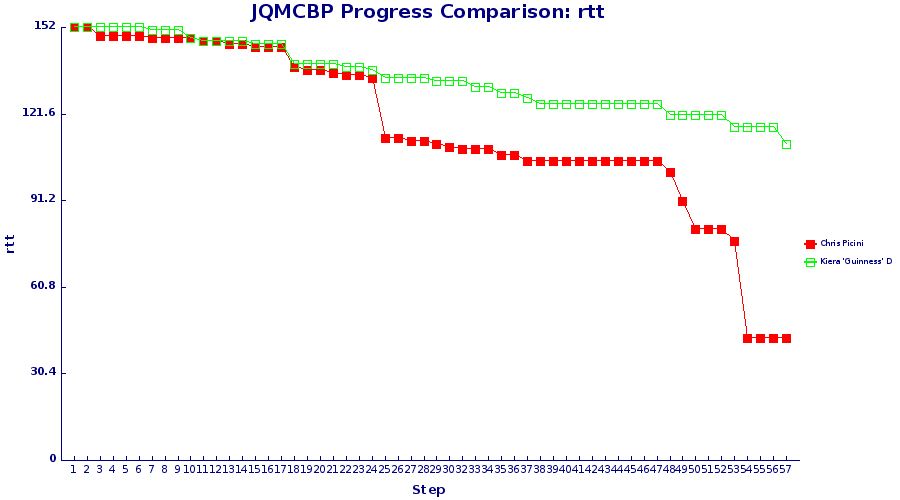 JQMCBP Progress Comparison: rtt
152
121.6
91.2
60.8
30.4
0
rtt
1 2 3 4 5 6 7 8 9 10 11 12 13 14 15 16 17 18 19 20 21 22 23 24 25 26 27 28 29 30 31 32 33 34 35 36 37 38 39 40 41 42 43 44 45 46 47 48 49 50 51 52 53 54 55 56 57
Step
Chris Picini
Kiera 'Guinness' D